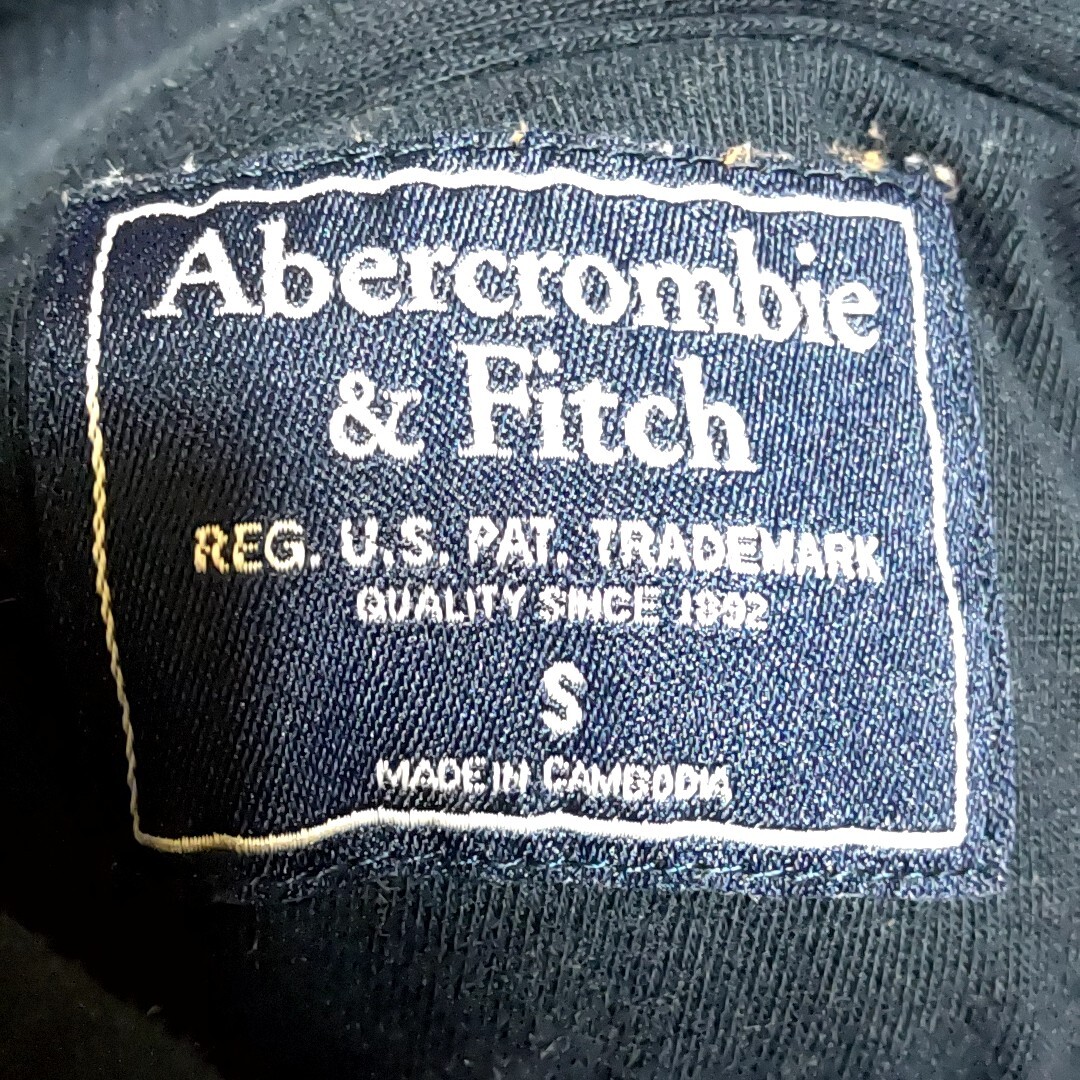 Abercrombie
& Fitch
REG. U.S. PAT. TRADEMARK
QUALITY SINCE 1892
S
MADE IN CAMBODIA